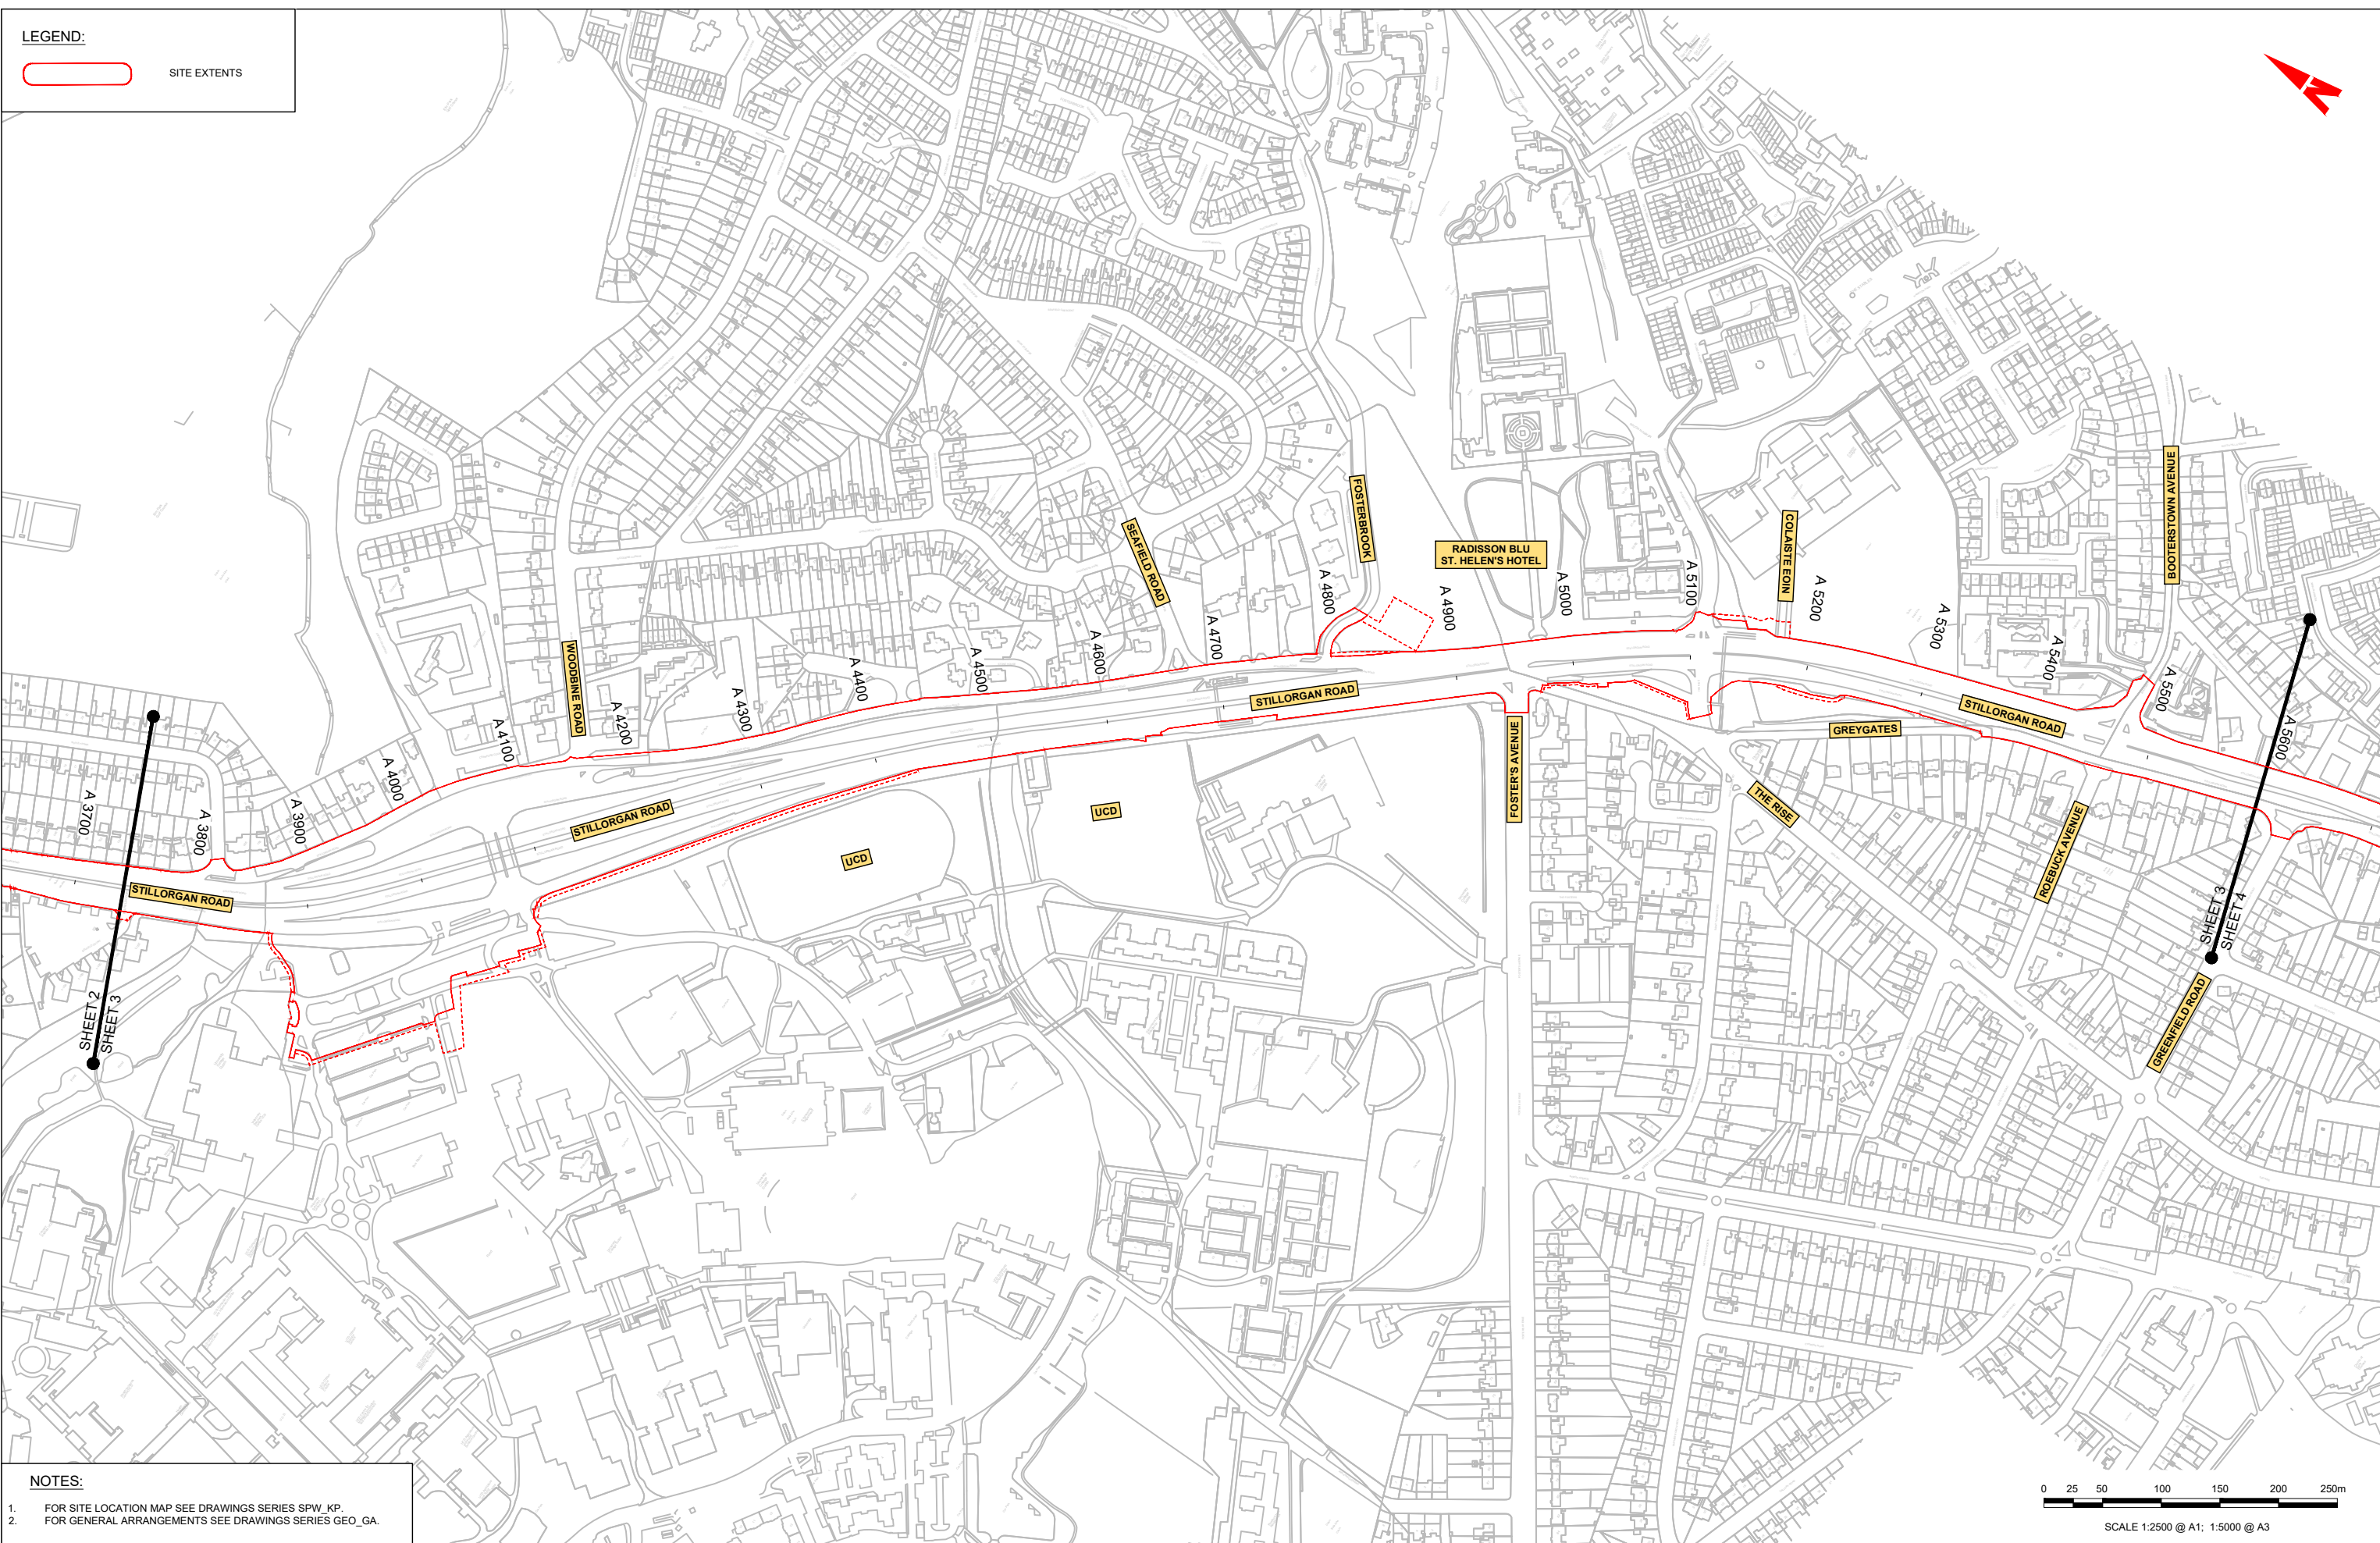 LEGEND:
SITE EXTENTS
FOSTERBROOK
RADISSON BLU
ST. HELEN'S HOTEL
COLAISTE EOIN
BOOTERSTOWN AVENUE
SEAFIELD ROAD
WOODBINE ROAD
A 3700
A 3800
A 3900
A 4000
A 4100
A 4200
A 4300
A 4400
A 4500
A 4600
A 4700
A 4800
A 4900
A 5000
A 5100
A 5200
A 5300
A 5400
A 5500
A 5600
STILLORGAN ROAD
STILLORGAN ROAD
STILLORGAN ROAD
STILLORGAN ROAD
GREYGATES
UCD
UCD
FOSTER'S AVENUE
THE RISE
ROEBUCK AVENUE
GREENFIELD ROAD
SHEET 2
SHEET 3
SHEET 3
SHEET 4
NOTES:
1. FOR SITE LOCATION MAP SEE DRAWINGS SERIES SPW_KP.
2. FOR GENERAL ARRANGEMENTS SEE DRAWINGS SERIES GEO_GA.
0 25 50 100 150 200 250m
SCALE 1:2500 @ A1; 1:5000 @ A3